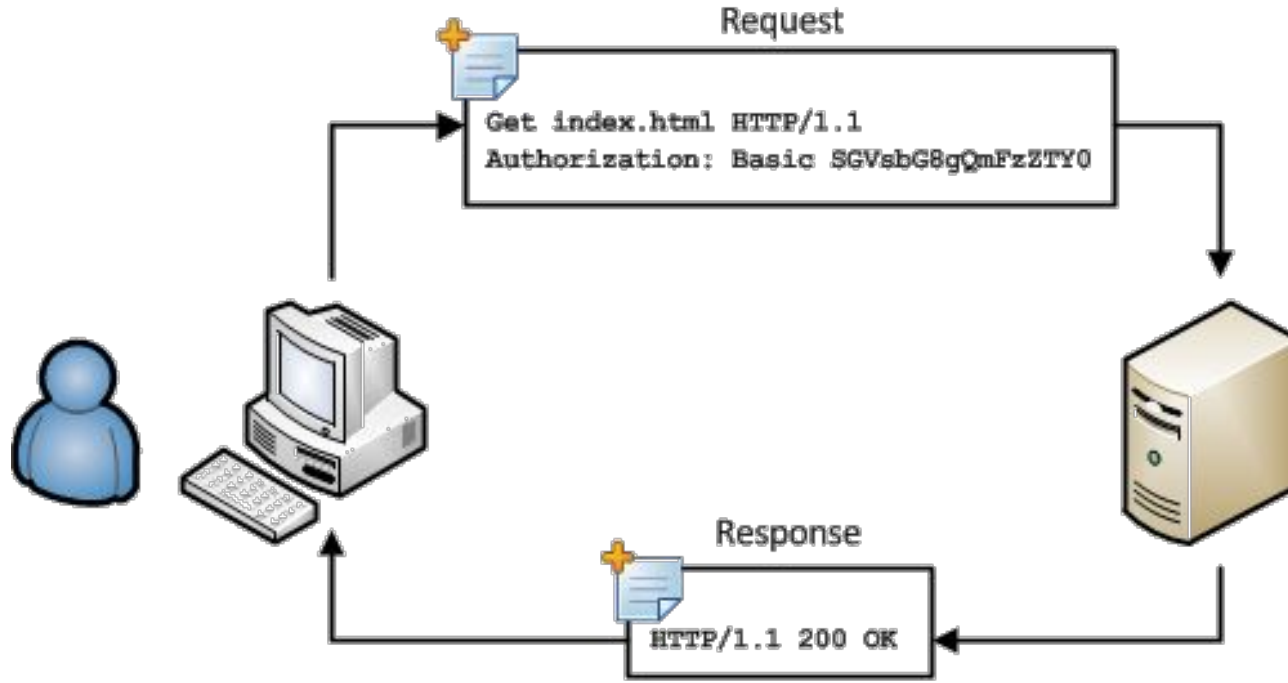 Request
Get index.html HTTP/1.1
Authorization: Basic SGVsbG8gQmFzZTY0
Response
HTTP/1.1 200 OK